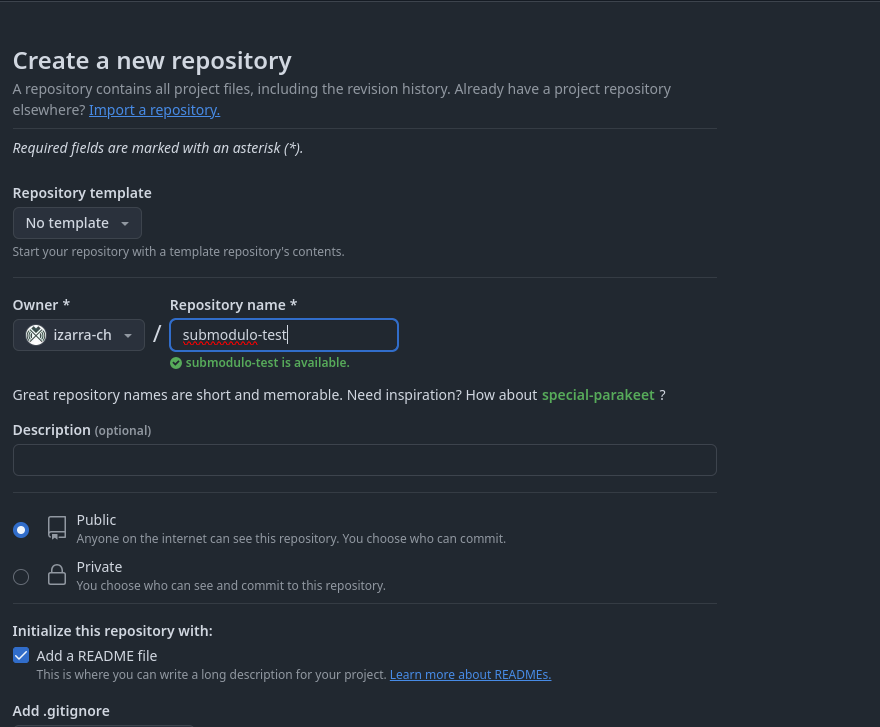 Create a new repository
A repository contains all project files, including the revision history. Already have a project repository
elsewhere? Import a repository.
Required fields are marked with an asterisk (*).
Repository template
No template
Start your repository with a template repository's contents.
Owner * Repository name *
izarra-ch / submodulo-test
submodulo-test is available.
Great repository names are short and memorable. Need inspiration? How about special-parakeet ?
Description (optional)
Public
Anyone on the internet can see this repository. You choose who can commit.
Private
You choose who can see and commit to this repository.
Initialize this repository with:
Add a README file
This is where you can write a long description for your project. Learn more about READMEs.
Add .gitignore